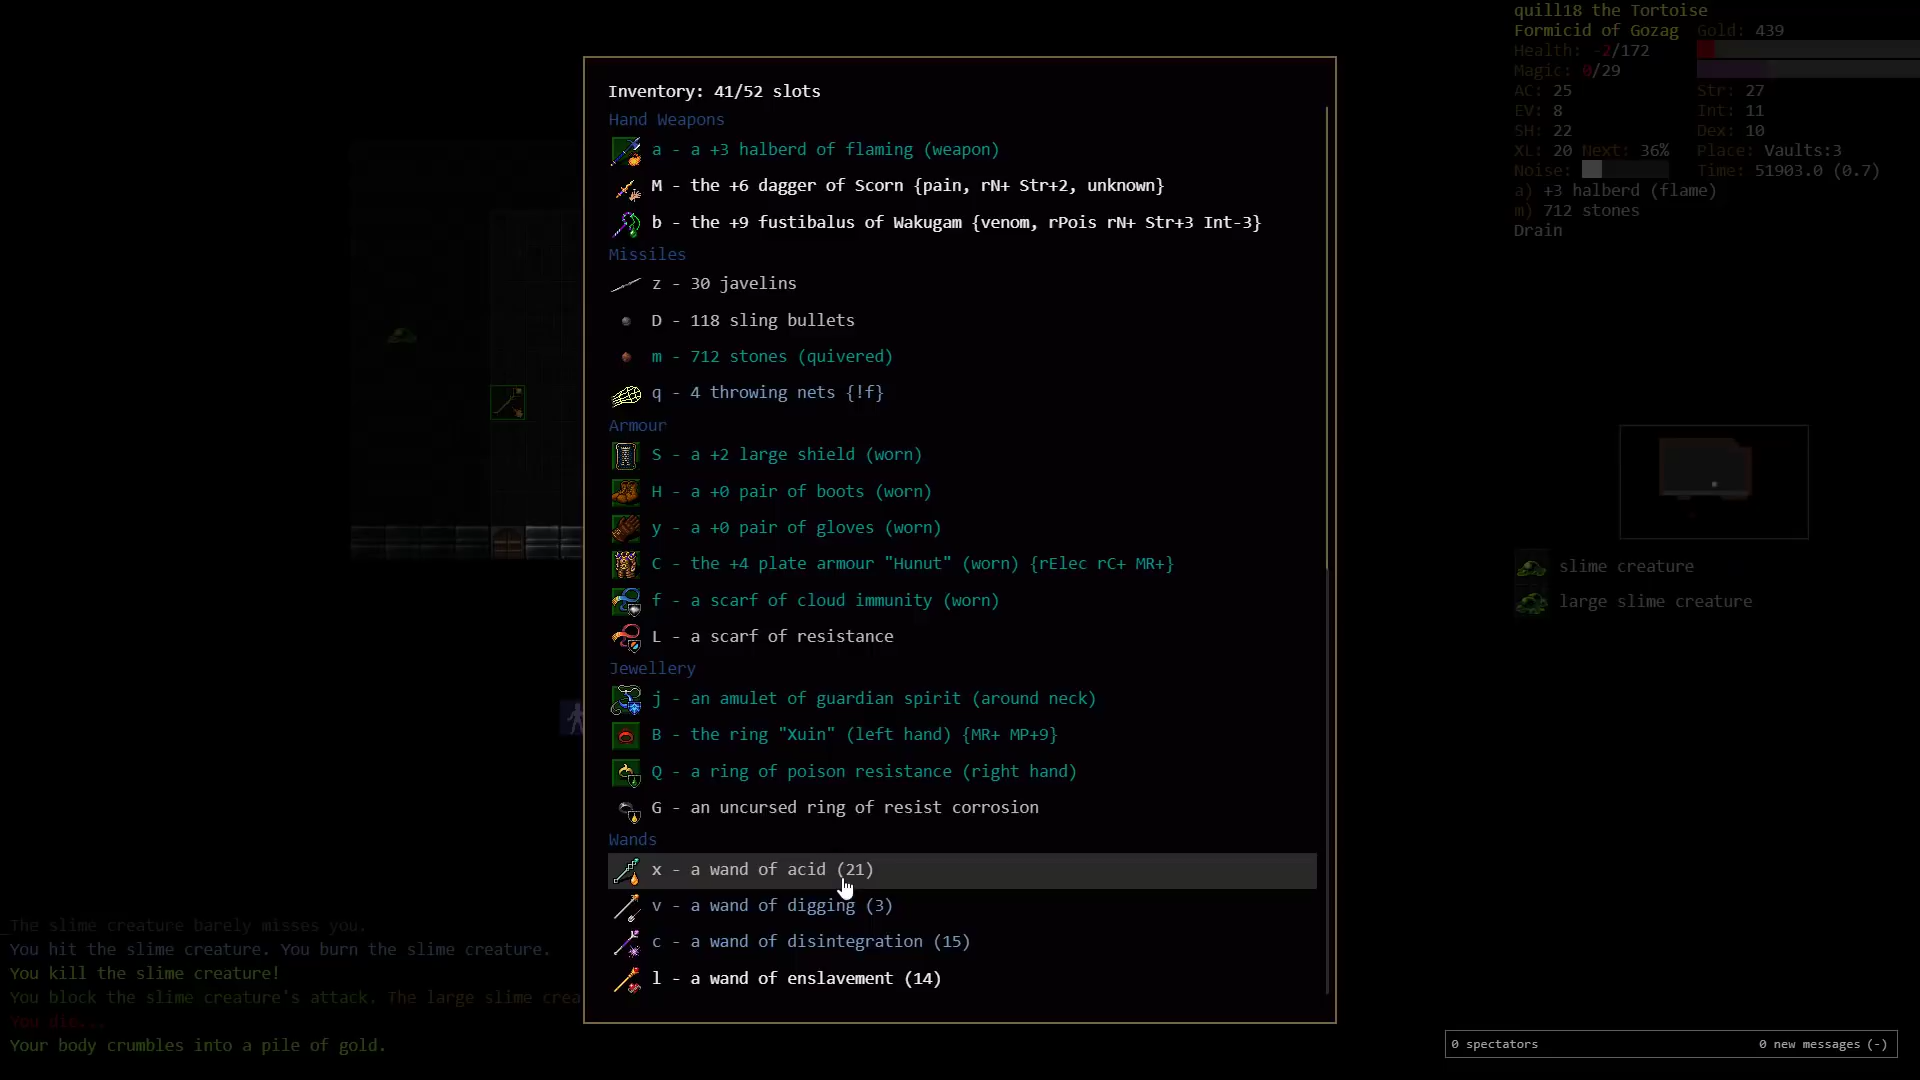 quill18 the Tortoise
Formicid of Gozag Gold: 439
Health: -2/172
Magic: 0/29
AC: 25 Str: 27
EV: 8 Int: 11
SH: 22 Dex: 10
XL: 20 Next: 36% Place: Vaults:3
Noise: Time: 51903.0 (0.7)
a) +3 halberd (flame)
m) 712 stones
Drain
Inventory: 41/52 slots
Hand Weapons
a - a +3 halberd of flaming (weapon)
M - the +6 dagger of Scorn {pain, rN+ Str+2, unknown}
b - the +9 fustibalus of Wakugam {venom, rPois rN+ Str+3 Int-3}
Missiles
z - 30 javelins
D - 118 sling bullets
m - 712 stones (quivered)
q - 4 throwing nets {!f}
Armour
S - a +2 large shield (worn)
H - a +0 pair of boots (worn)
y - a +0 pair of gloves (worn)
C - the +4 plate armour "Hunut" (worn) {rElec rC+ MR+}
f - a scarf of cloud immunity (worn)
L - a scarf of resistance
Jewellery
j - an amulet of guardian spirit (around neck)
B - the ring "Xuin" (left hand) {MR+ MP+9}
Q - a ring of poison resistance (right hand)
G - an uncursed ring of resist corrosion
Wands
x - a wand of acid (21)
v - a wand of digging (3)
c - a wand of disintegration (15)
l - a wand of enslavement (14)
slime creature
large slime creature
_The slime creature barely misses you.
You hit the slime creature. You burn the slime creature.
You kill the slime creature!
You block the slime creature's attack. The large slime crea
You die...
Your body crumbles into a pile of gold.
0 spectators 0 new messages (-)